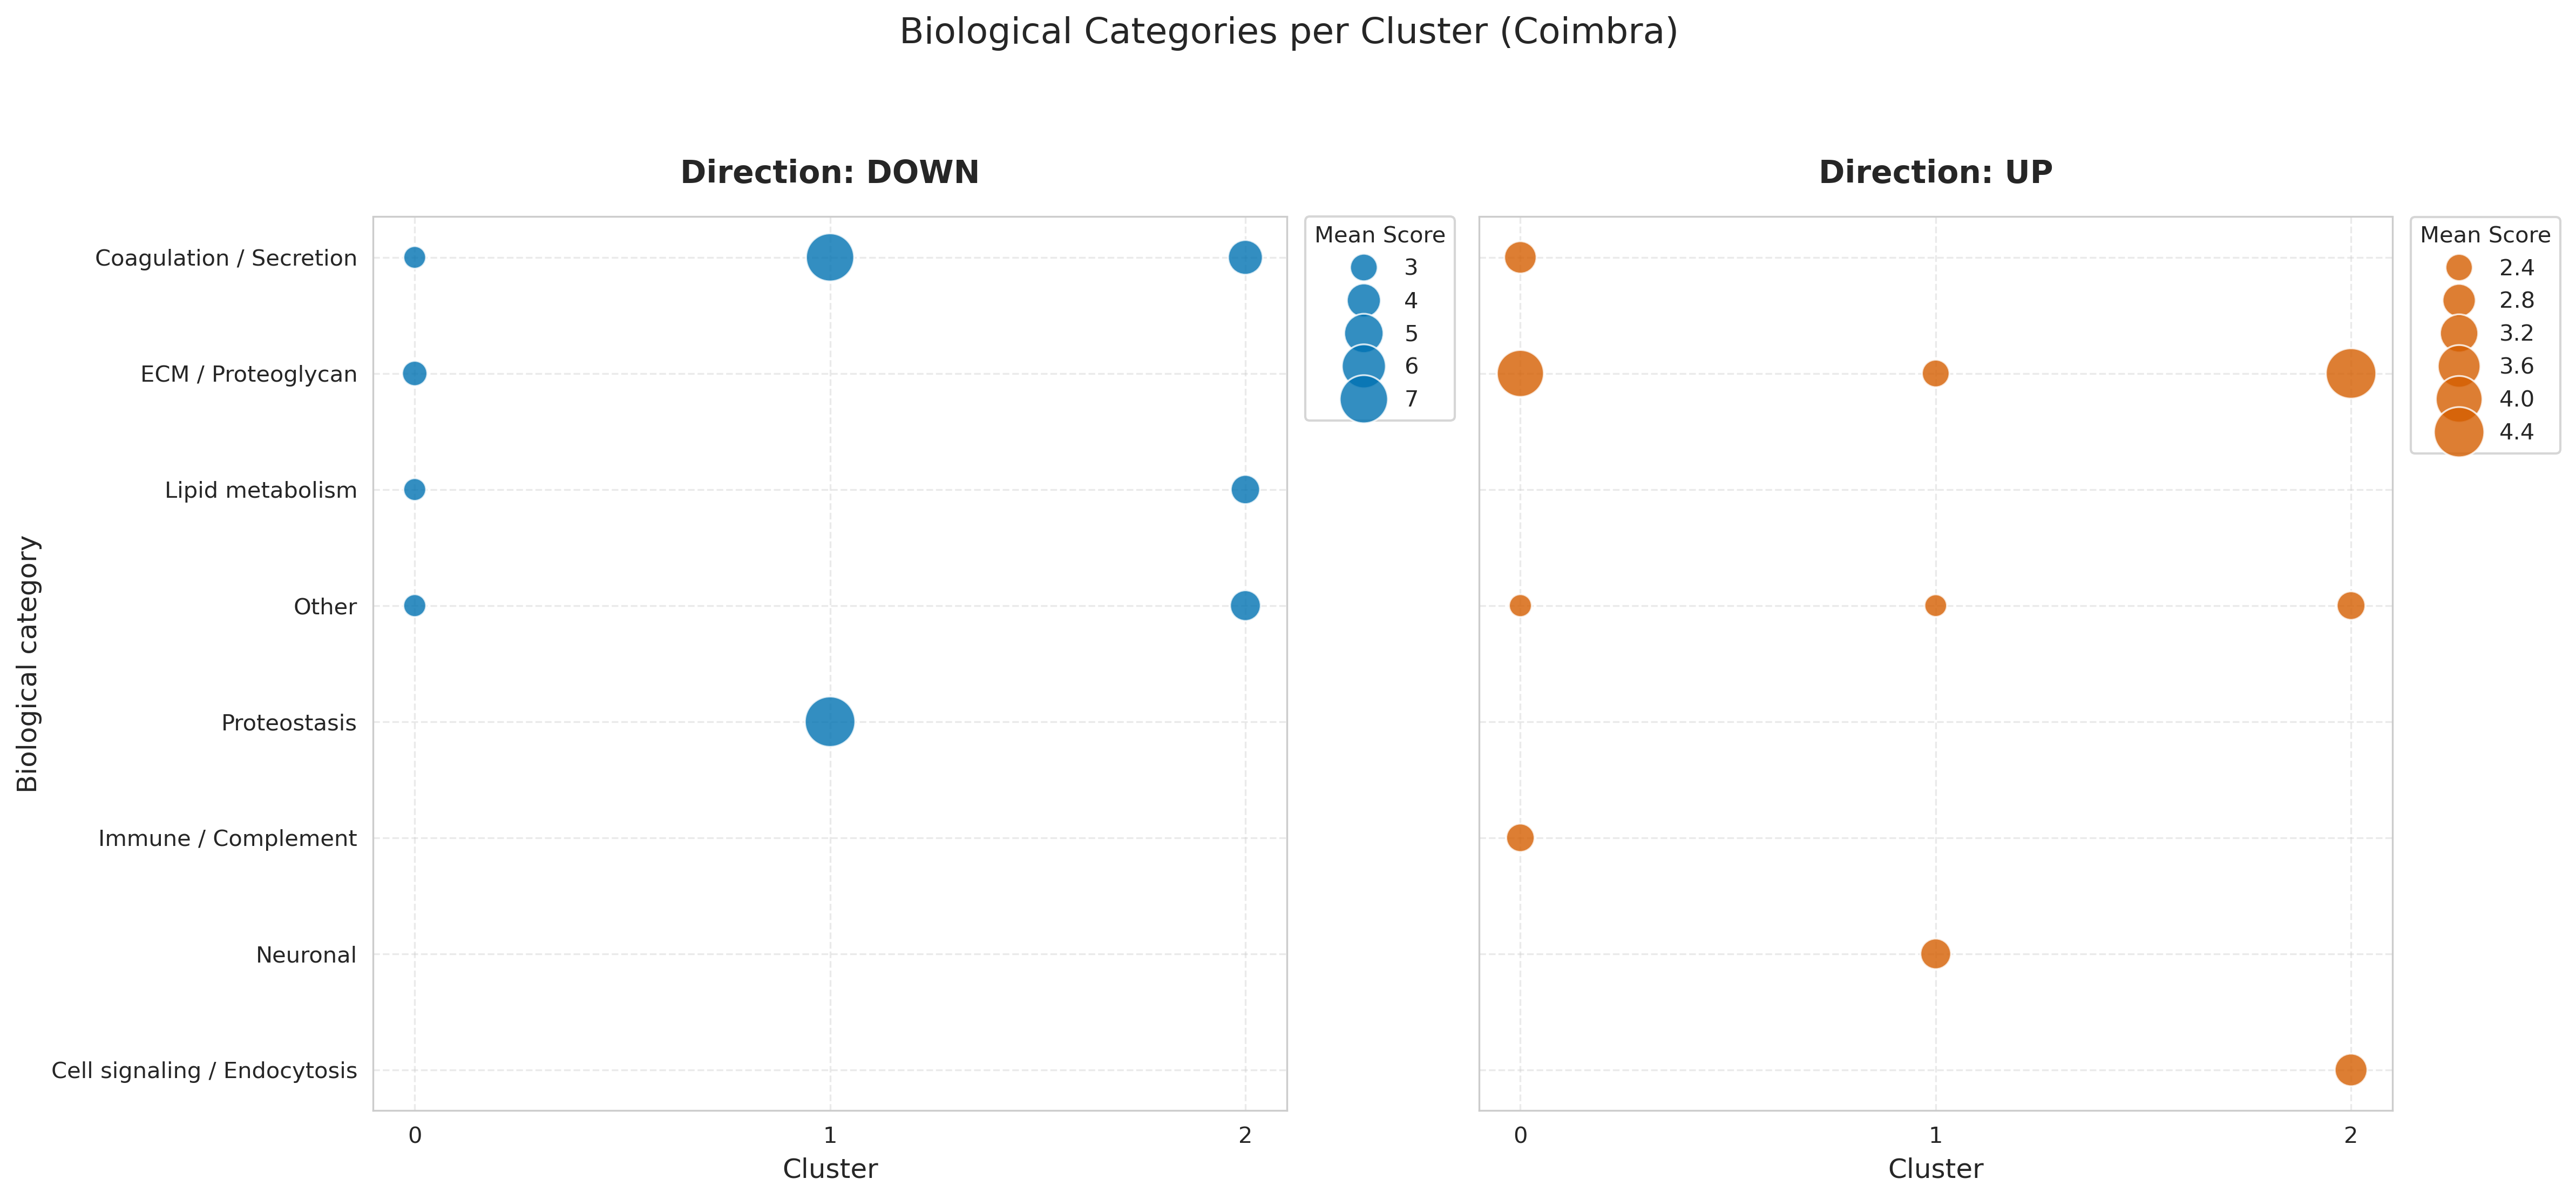 Biological Categories per Cluster (Coimbra)
Direction: DOWN
Biological category
Coagulation / Secretion
ECM / Proteoglycan
Lipid metabolism
Other
Proteostasis
Immune / Complement
Neuronal
Cell signaling / Endocytosis
0
1
2
Cluster
Mean Score
3
4
5
6
7
Direction: UP
0
1
2
Cluster
Mean Score
2.4
2.8
3.2
3.6
4.0
4.4